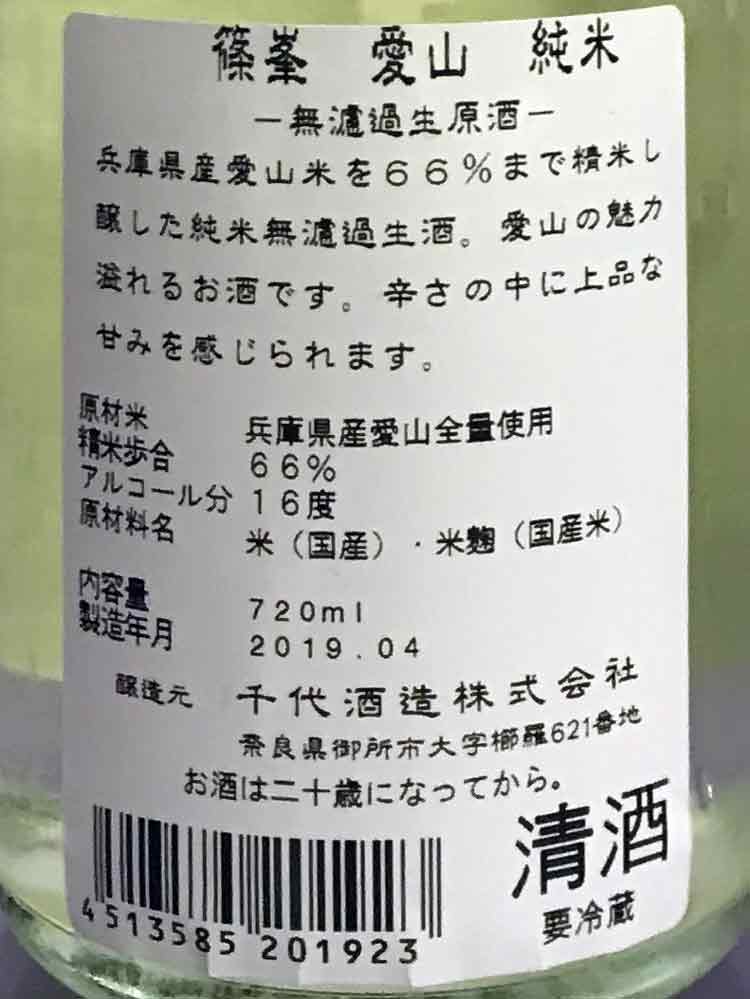 篠峯 愛山 純米
－無濾過生原酒－
兵庫県産愛山米を66％まで精米し
醸した純米無濾過生酒。愛山の魅力
溢れるお酒です。辛さの中に上品な
甘みを感じられます。
原材米 兵庫県産愛山全量使用
精米歩合 66％
アルコール分 16度
原材料名 米（国産）・米麹（国産米）
内容量 720ml
製造年月 2019.04
醸造元 千代酒造株式会社
奈良県御所市大字櫛羅621番地
お酒は二十歳になってから。
清酒
要冷蔵
4513585201923